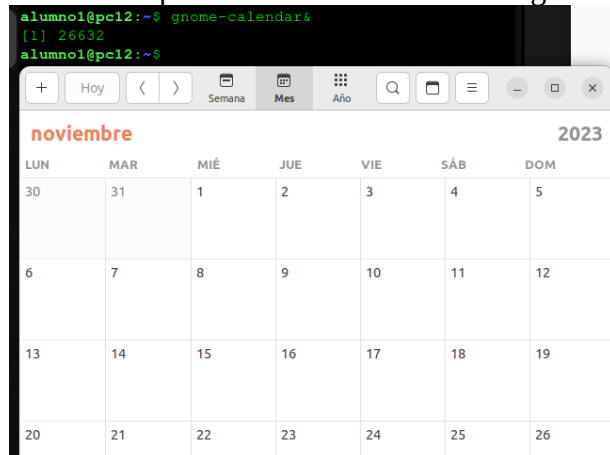 alumno1@pc12:~$ gnome-calendar&
[1] 26632
alumno1@pc12:~$
+ Hoy < > Semana Mes Año
noviembre 2023
LUN MAR MIÉ JUE VIE SÁB DOM
30 31 1 2 3 4 5
6 7 8 9 10 11 12
13 14 15 16 17 18 19
20 21 22 23 24 25 26